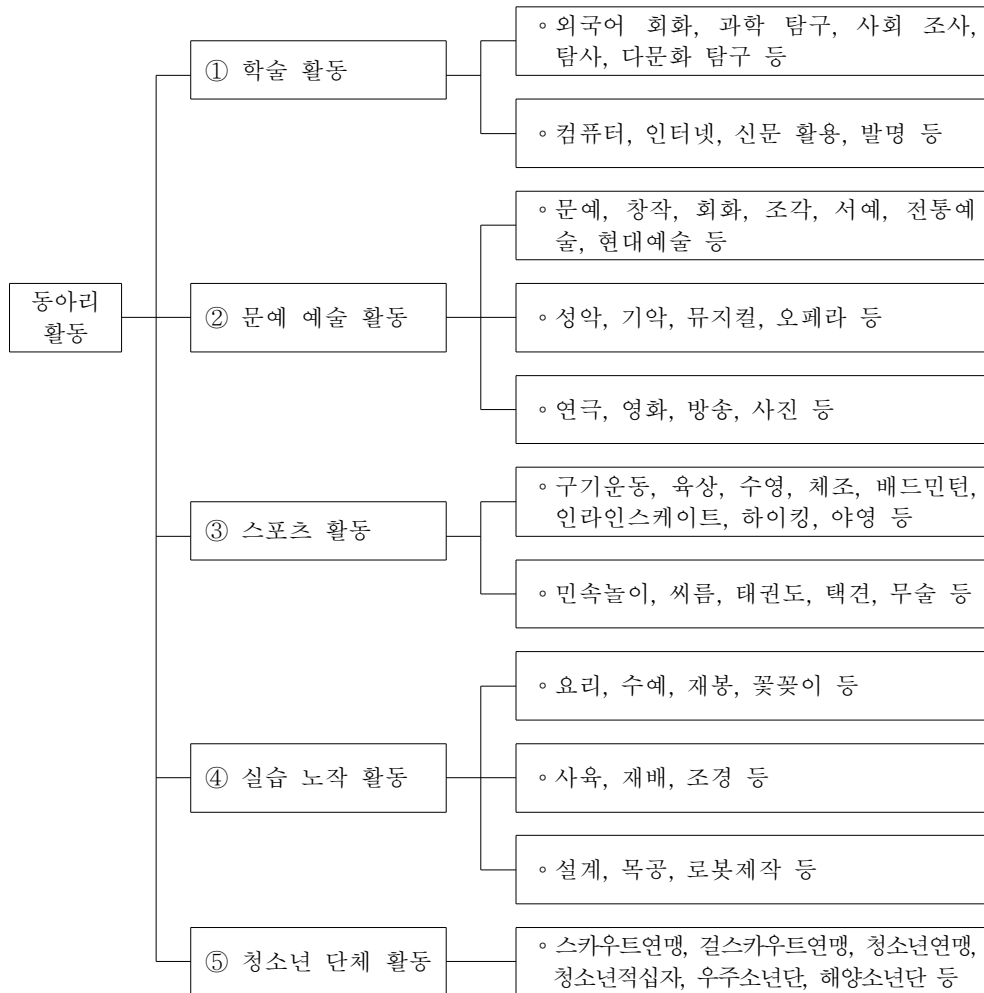 ◦외국어 회화, 과학 탐구, 사회 조사,
탐사, 다문화 탐구 등
① 학술 활동
◦컴퓨터, 인터넷, 신문 활용, 발명 등
◦문예, 창작, 회화, 조각, 서예, 전통예
술, 현대예술 등
동아리
활동
② 문예 예술 활동
◦성악, 기악, 뮤지컬, 오페라 등
◦연극, 영화, 방송, 사진 등
◦구기운동, 육상, 수영, 체조, 배드민턴,
인라인스케이트, 하이킹, 야영 등
③ 스포츠 활동
◦민속놀이, 씨름, 태권도, 택견, 무술 등
◦요리, 수예, 재봉, 꽃꽂이 등
④ 실습 노작 활동
◦사육, 재배, 조경 등
◦설계, 목공, 로봇제작 등
⑤ 청소년 단체 활동
◦스카우트연맹, 걸스카우트연맹, 청소년연맹,
청소년적십자, 우주소년단, 해양소년단 등